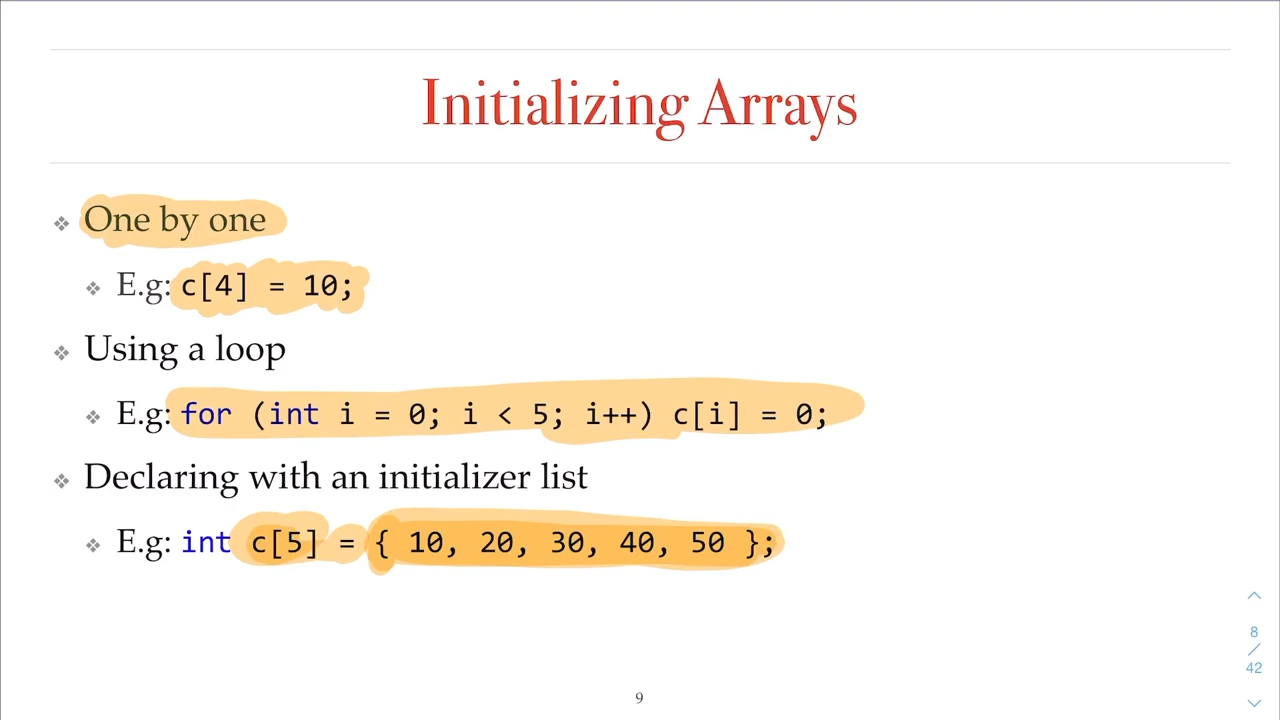 Initializing Arrays
❖ One by one
❖ E.g: c[4] = 10;
❖ Using a loop
❖ E.g: for (int i = 0; i < 5; i++) c[i] = 0;
❖ Declaring with an initializer list
❖ E.g: int c[5] = { 10, 20, 30, 40, 50 };
8
/
42
9